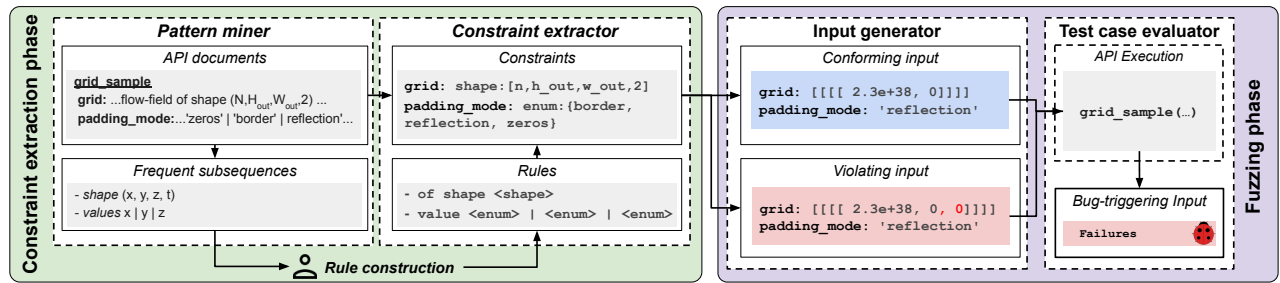 Constraint extraction phase
Pattern miner
API documents
grid_sample
grid: ...flow-field of shape (N,Hout,Wout,2) ...
padding_mode:...'zeros' | 'border' | reflection'...
Frequent subsequences
- shape (x, y, z, t)
- values x | y | z
Rule construction
Constraint extractor
Constraints
grid: shape:[n,h_out,w_out,2]
padding_mode: enum:{border,
reflection, zeros}
Rules
- of shape <shape>
- value <enum> | <enum> | <enum>
Input generator
Conforming input
grid: [[[[ 2.3e+38, 0]]]]
padding_mode: 'reflection'
Violating input
grid: [[[[ 2.3e+38, 0, 0]]]]
padding_mode: 'reflection'
Test case evaluator
API Execution
grid_sample(…)
Bug-triggering Input
Failures
Fuzzing phase